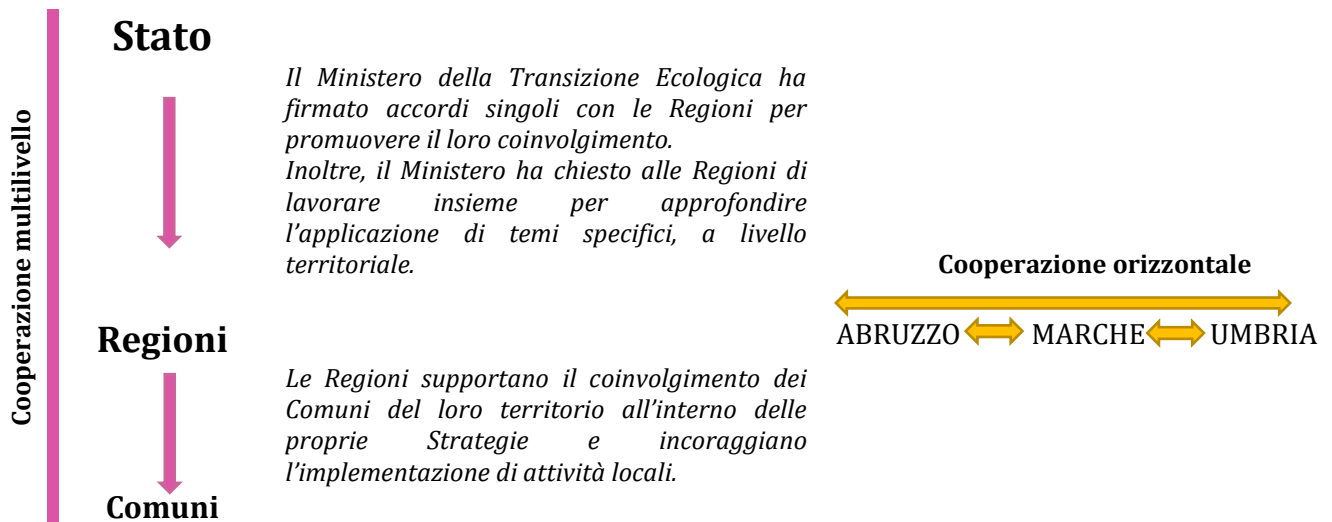 Cooperazione multilivello
Stato
Il Ministero della Transizione Ecologica ha
firmato accordi singoli con le Regioni per
promuovere il loro coinvolgimento.
Inoltre, il Ministero ha chiesto alle Regioni di
lavorare insieme per approfondire
l’applicazione di temi specifici, a livello
territoriale.
Cooperazione orizzontale
Regioni
ABRUZZO MARCHE UMBRIA
Le Regioni supportano il coinvolgimento dei
Comuni del loro territorio all’interno delle
proprie Strategie e incoraggiano
l’implementazione di attività locali.
Comuni